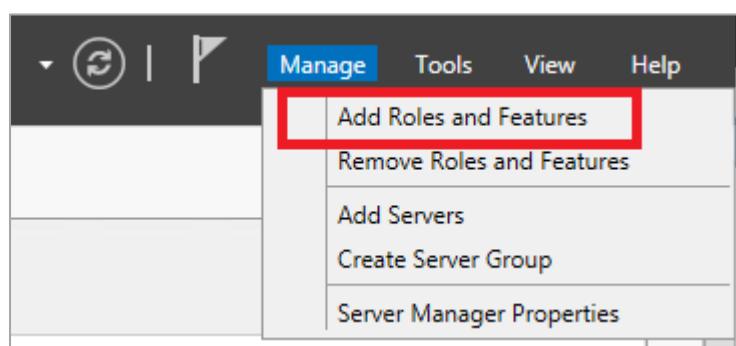 Manage Tools View Help
Add Roles and Features
Remove Roles and Features
Add Servers
Create Server Group
Server Manager Properties